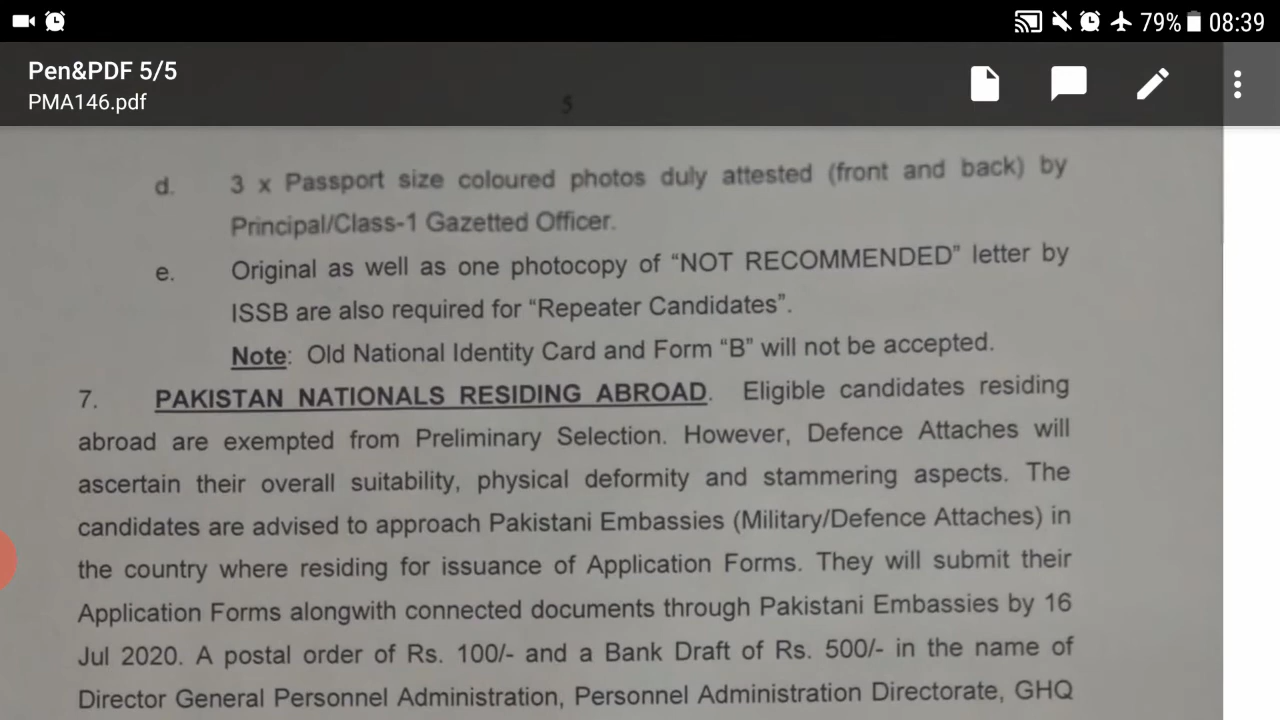 79% 08:39
Pen&PDF 5/5
PMA146.pdf
5
d. 3 x Passport size coloured photos duly attested (front and back) by
Principal/Class-1 Gazetted Officer.
e. Original as well as one photocopy of “NOT RECOMMENDED” letter by
ISSB are also required for “Repeater Candidates”.
Note: Old National Identity Card and Form “B” will not be accepted.
7. PAKISTAN NATIONALS RESIDING ABROAD. Eligible candidates residing
abroad are exempted from Preliminary Selection. However, Defence Attaches will
ascertain their overall suitability, physical deformity and stammering aspects. The
candidates are advised to approach Pakistani Embassies (Military/Defence Attaches) in
the country where residing for issuance of Application Forms. They will submit their
Application Forms alongwith connected documents through Pakistani Embassies by 16
Jul 2020. A postal order of Rs. 100/- and a Bank Draft of Rs. 500/- in the name of
Director General Personnel Administration, Personnel Administration Directorate, GHQ